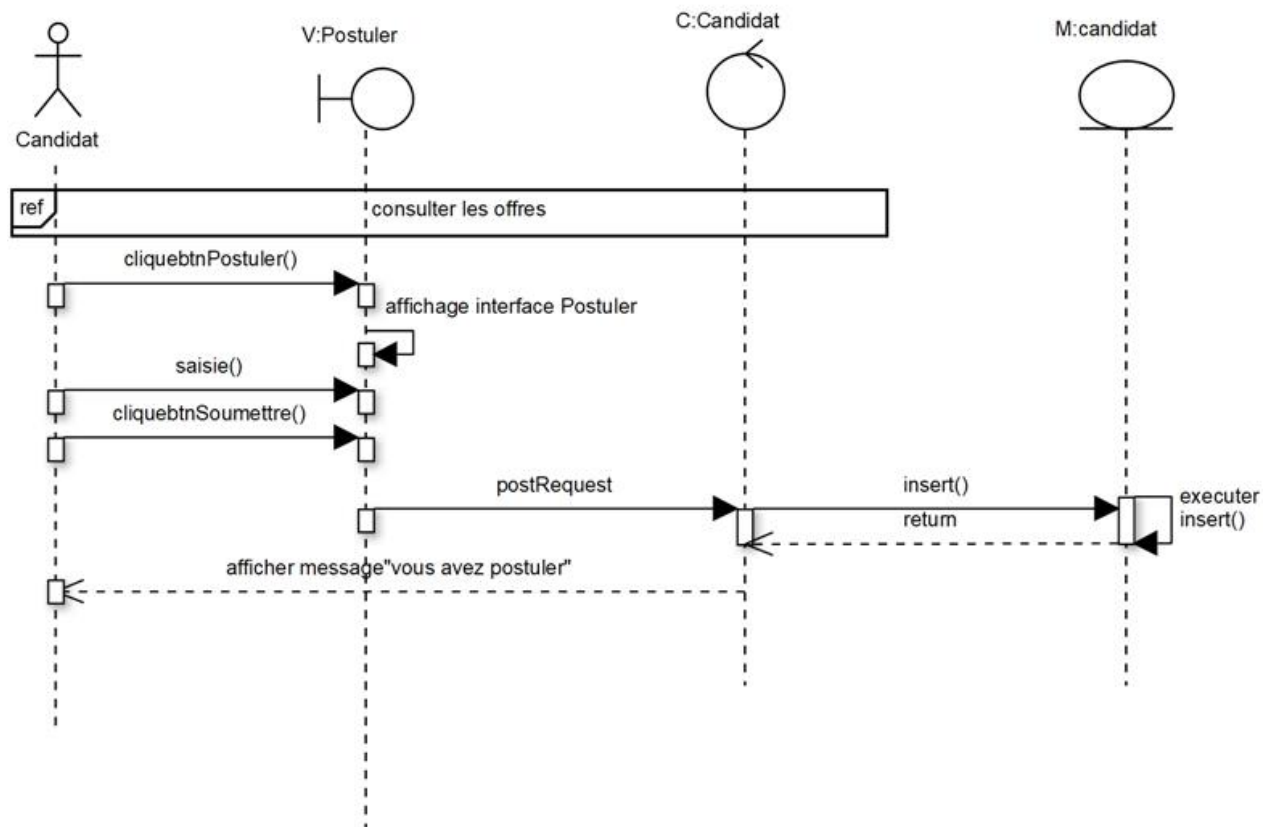 V:Postuler
C:Candidat
M:candidat
Candidat
ref
consulter les offres
cliquebtnPostuler()
affichage interface Postuler
saisie()
cliquebtnSoumettre()
postRequest
insert()
executer
insert()
return
afficher message"vous avez postuler"